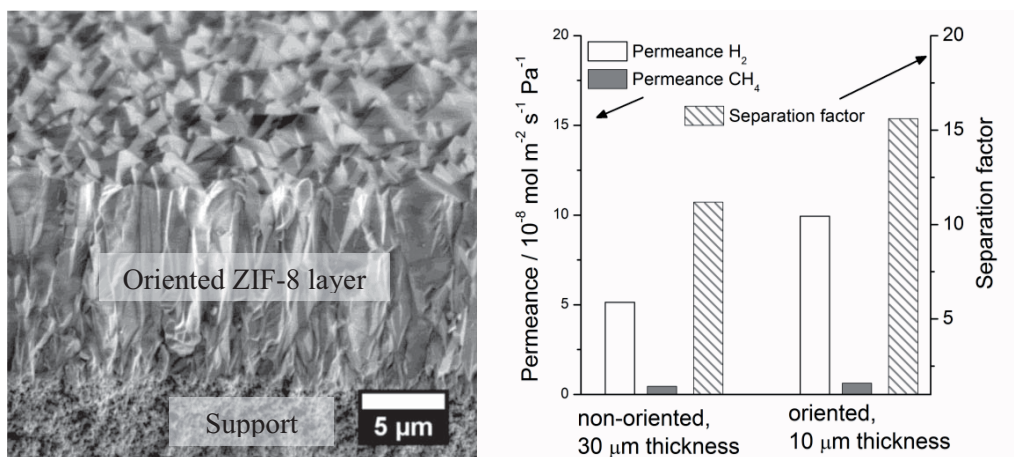 Oriented ZIF-8 layer
Support
5 μm
Permeance / 10⁻⁸ mol m⁻² s⁻¹ Pa⁻¹
20
15
10
5
0
Permeance H₂
Permeance CH₄
Separation factor
20
15
10
5
Separation factor
non-oriented,
30 μm thickness
oriented,
10 μm thickness